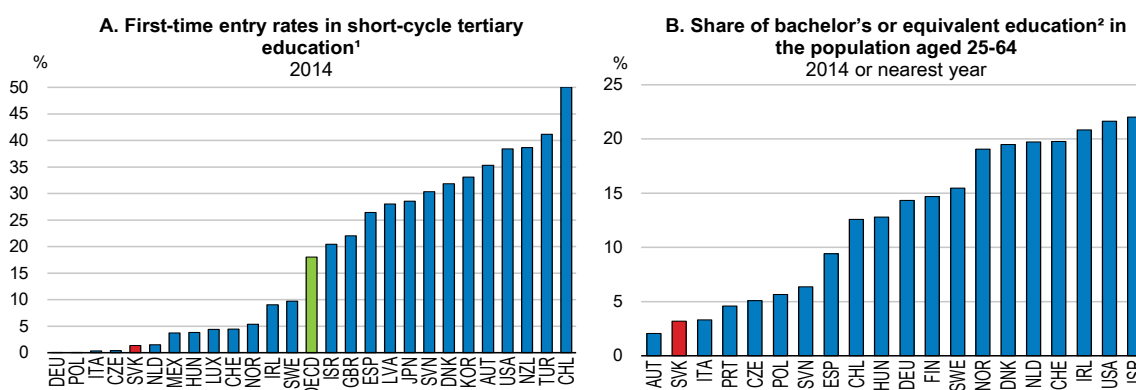 A. First-time entry rates in short-cycle tertiary
education¹
2014
%
50
45
40
35
30
25
20
15
10
5
0
DEU
POL
ITA
CZE
SVK
NLD
MEX
HUN
LUX
CHE
NOR
IRL
SWE
OECD
ISR
GBR
ESP
LVA
JPN
SVN
DNK
KOR
AUT
USA
NZL
TUR
CHL
B. Share of bachelor's or equivalent education² in
the population aged 25-64
2014 or nearest year
%
25
20
15
10
5
0
AUT
SVK
ITA
PRT
CZE
POL
SVN
ESP
CHL
HUN
DEU
FIN
SWE
NOR
DNK
NLD
CHE
IRL
USA